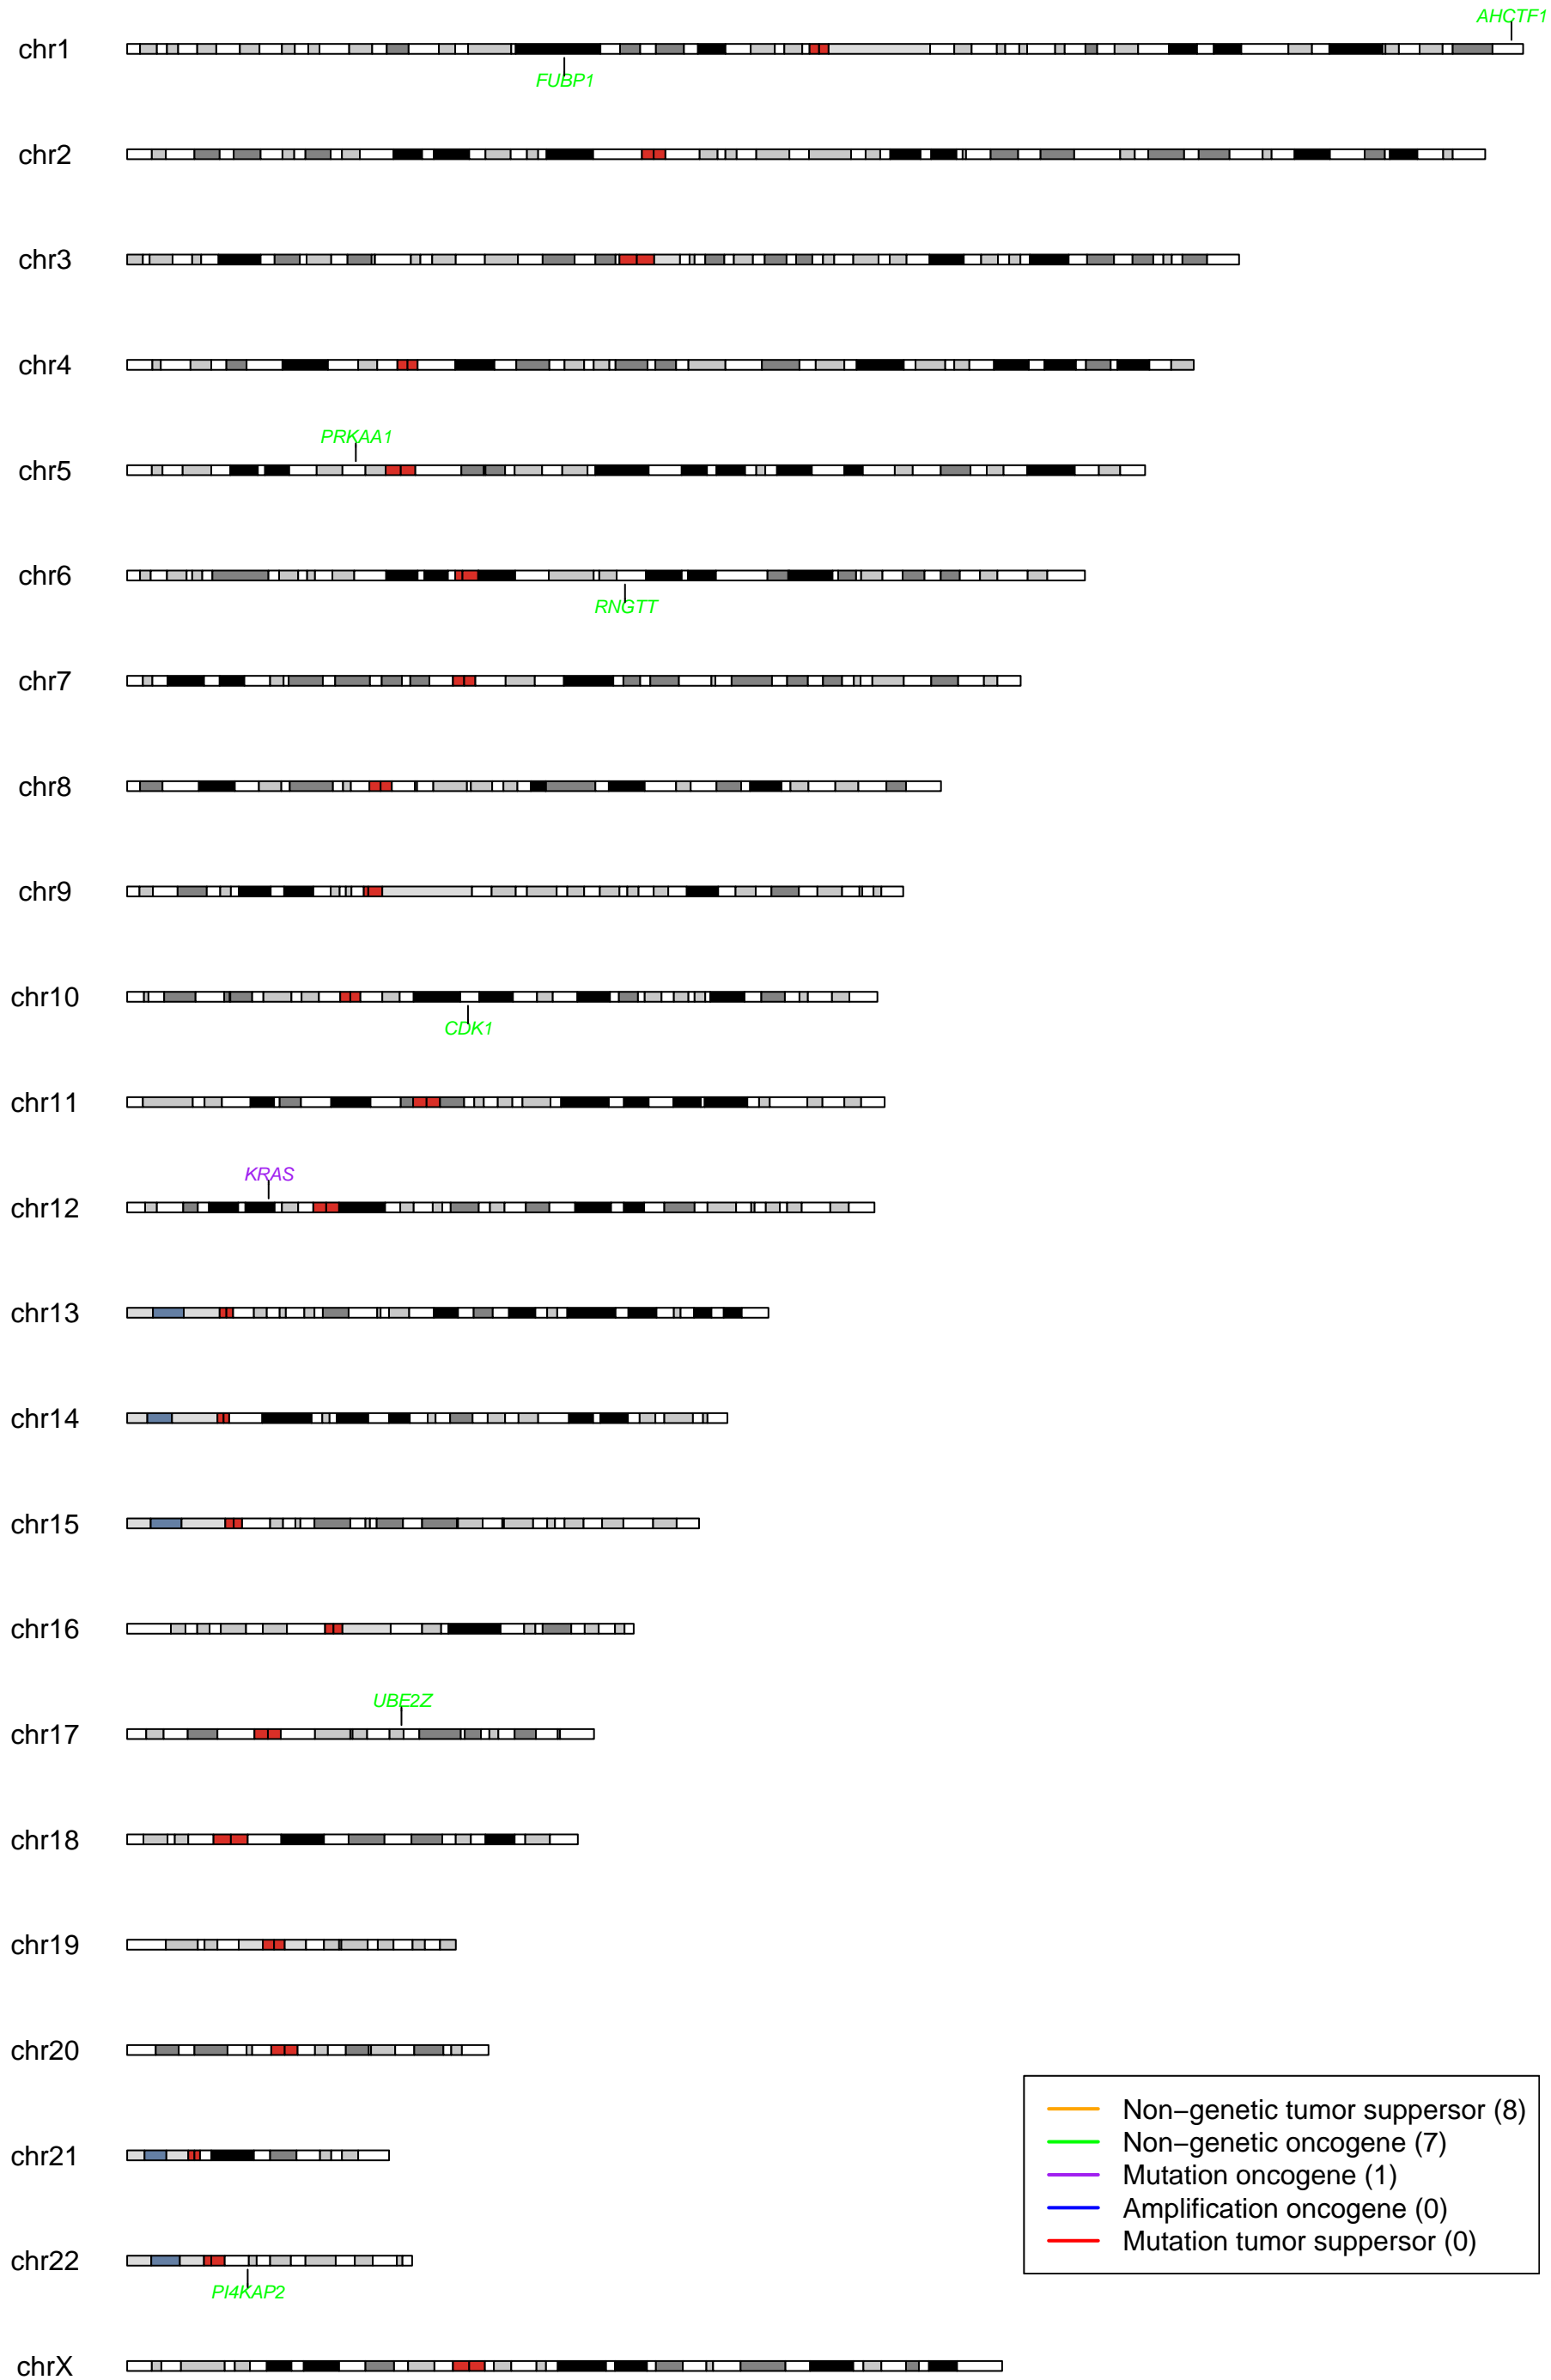 AHCTF1
chr1
FUBP1
chr2
chr3
chr4
PRKAA1
chr5
chr6
RNGTT
chr7
chr8
chr9
chr10
CDK1
chr11
KRAS
chr12
chr13
chr14
chr15
chr16
UBE2Z
chr17
chr18
chr19
chr20
Non−genetic tumor suppersor (8)
Non−genetic oncogene (7)
Mutation oncogene (1)
Amplification oncogene (0)
Mutation tumor suppersor (0)
chr21
chr22
PI4KAP2
chrX